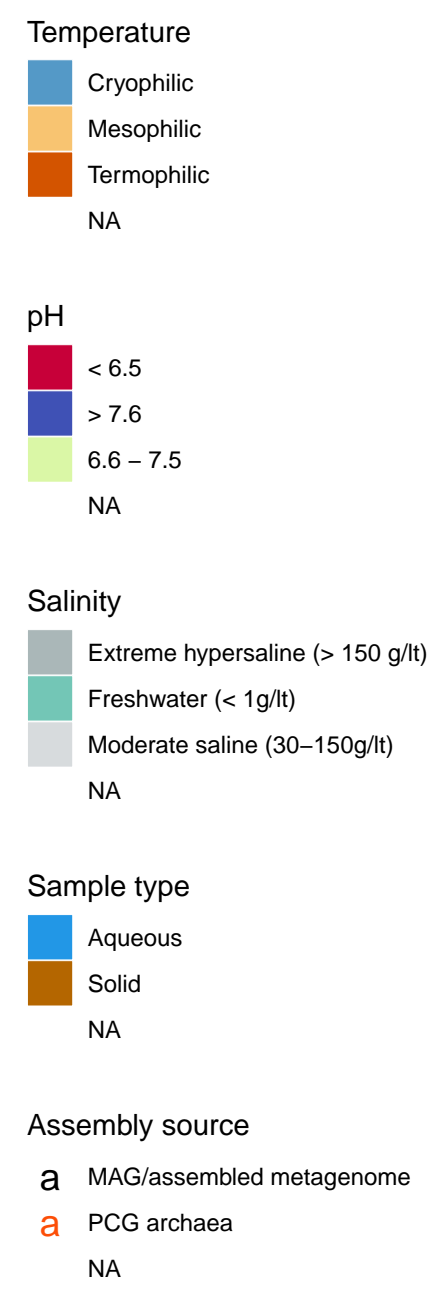 Temperature
Cryophilic
Mesophilic
Termophilic
NA
pH
< 6.5
> 7.6
6.6 – 7.5
NA
Salinity
Extreme hypersaline (> 150 g/lt)
Freshwater (< 1g/lt)
Moderate saline (30–150g/lt)
NA
Sample type
Aqueous
Solid
NA
Assembly source
a MAG/assembled metagenome
a PCG archaea
NA